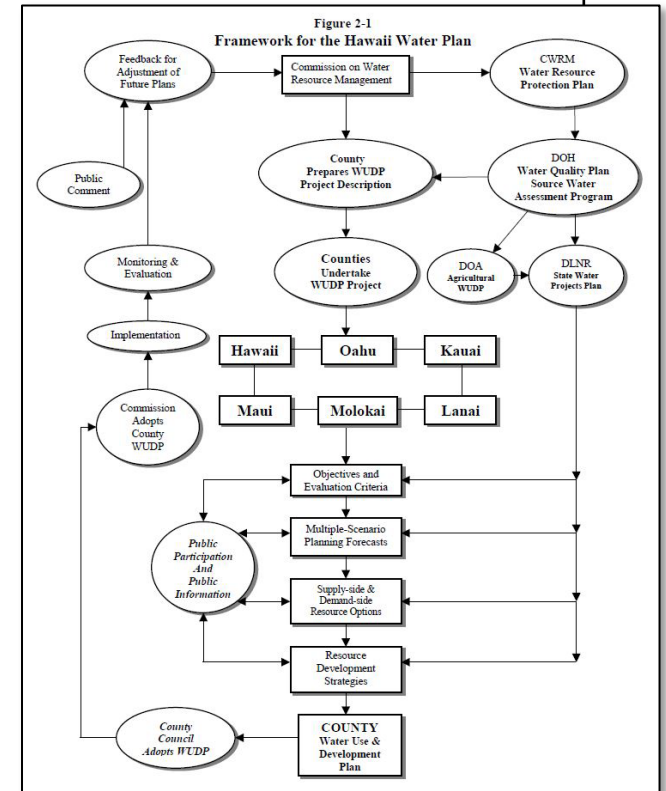 Figure 2-1
Framework for the Hawaii Water Plan
Feedback for
Adjustment of
Future Plans
Commission on Water
Resource Management
CWRM
Water Resource
Protection Plan
Public
Comment
County
Prepares WUDP
Project Description
DOH
Water Quality Plan
Source Water
Assessment Program
Monitoring &
Evaluation
Counties
Undertake
WUDP Project
DOA
Agricultural
WUDP
DLNR
State Water
Projects Plan
Implementation
Hawaii
Oahu
Kauai
Maui
Molokai
Lanai
Commission
Adopts
County
WUDP
Objectives and
Evaluation Criteria
Multiple-Scenario
Planning Forecasts
Public
Participation
And
Public
Information
Supply-side &
Demand-side
Resource Options
Resource
Development
Strategies
County
Council
Adopts WUDP
COUNTY
Water Use &
Development
Plan